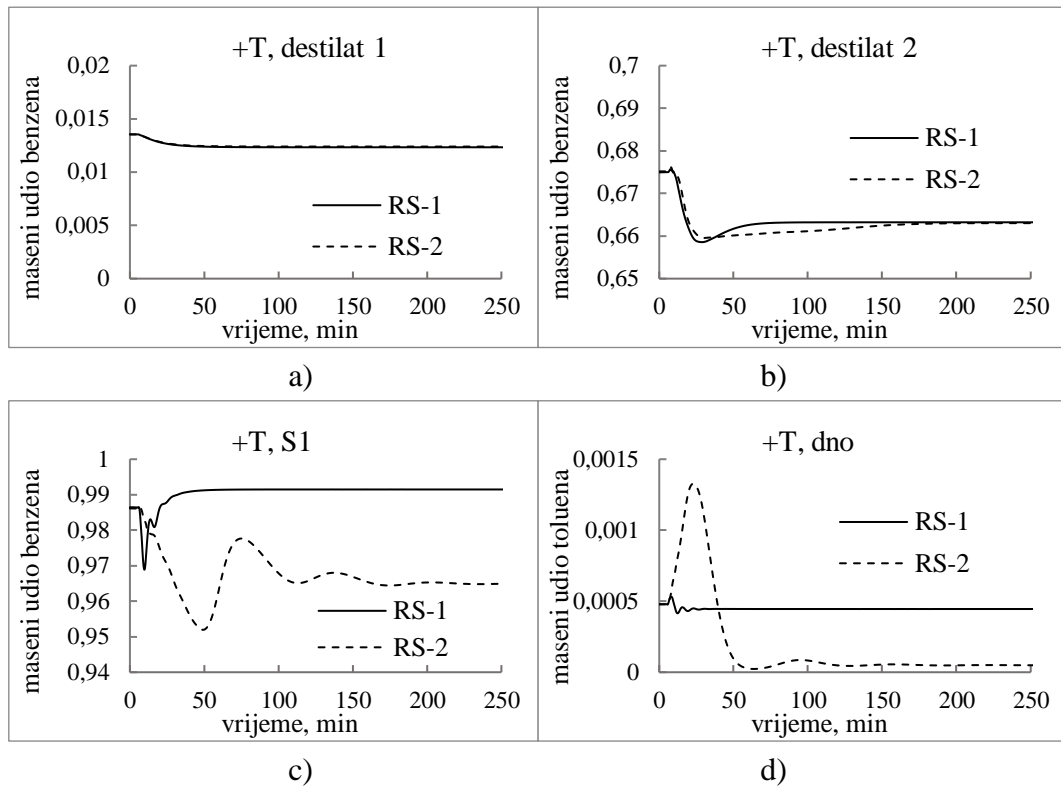 +T, destilat 1
maseni udio benzena
0,02
0,015
0,01
0,005
0
RS-1
RS-2
0 50 100 150 200 250
vrijeme, min
a)
+T, destilat 2
maseni udio benzena
0,7
0,69
0,68
0,67
0,66
0,65
RS-1
RS-2
0 50 100 150 200 250
vrijeme, min
b)
+T, S1
maseni udio benzena
1
0,99
0,98
0,97
0,96
0,95
0,94
RS-1
RS-2
0 50 100 150 200 250
vrijeme, min
c)
+T, dno
maseni udio toluena
0,0015
0,001
0,0005
0
RS-1
RS-2
0 50 100 150 200 250
vrijeme, min
d)